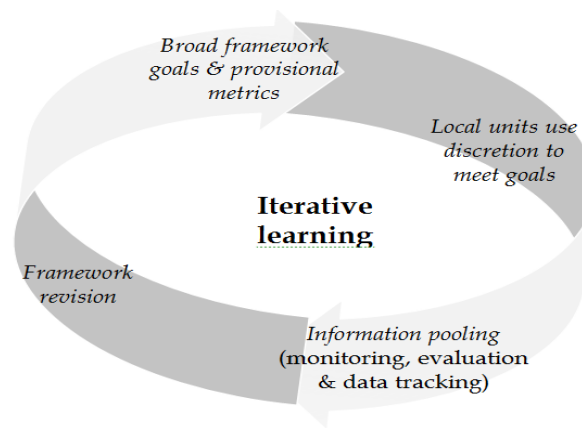 Broad framework
goals & provisional
metrics
Local units use
discretion to
meet goals
Iterative
learning
Framework
revision
Information pooling
(monitoring, evaluation
& data tracking)